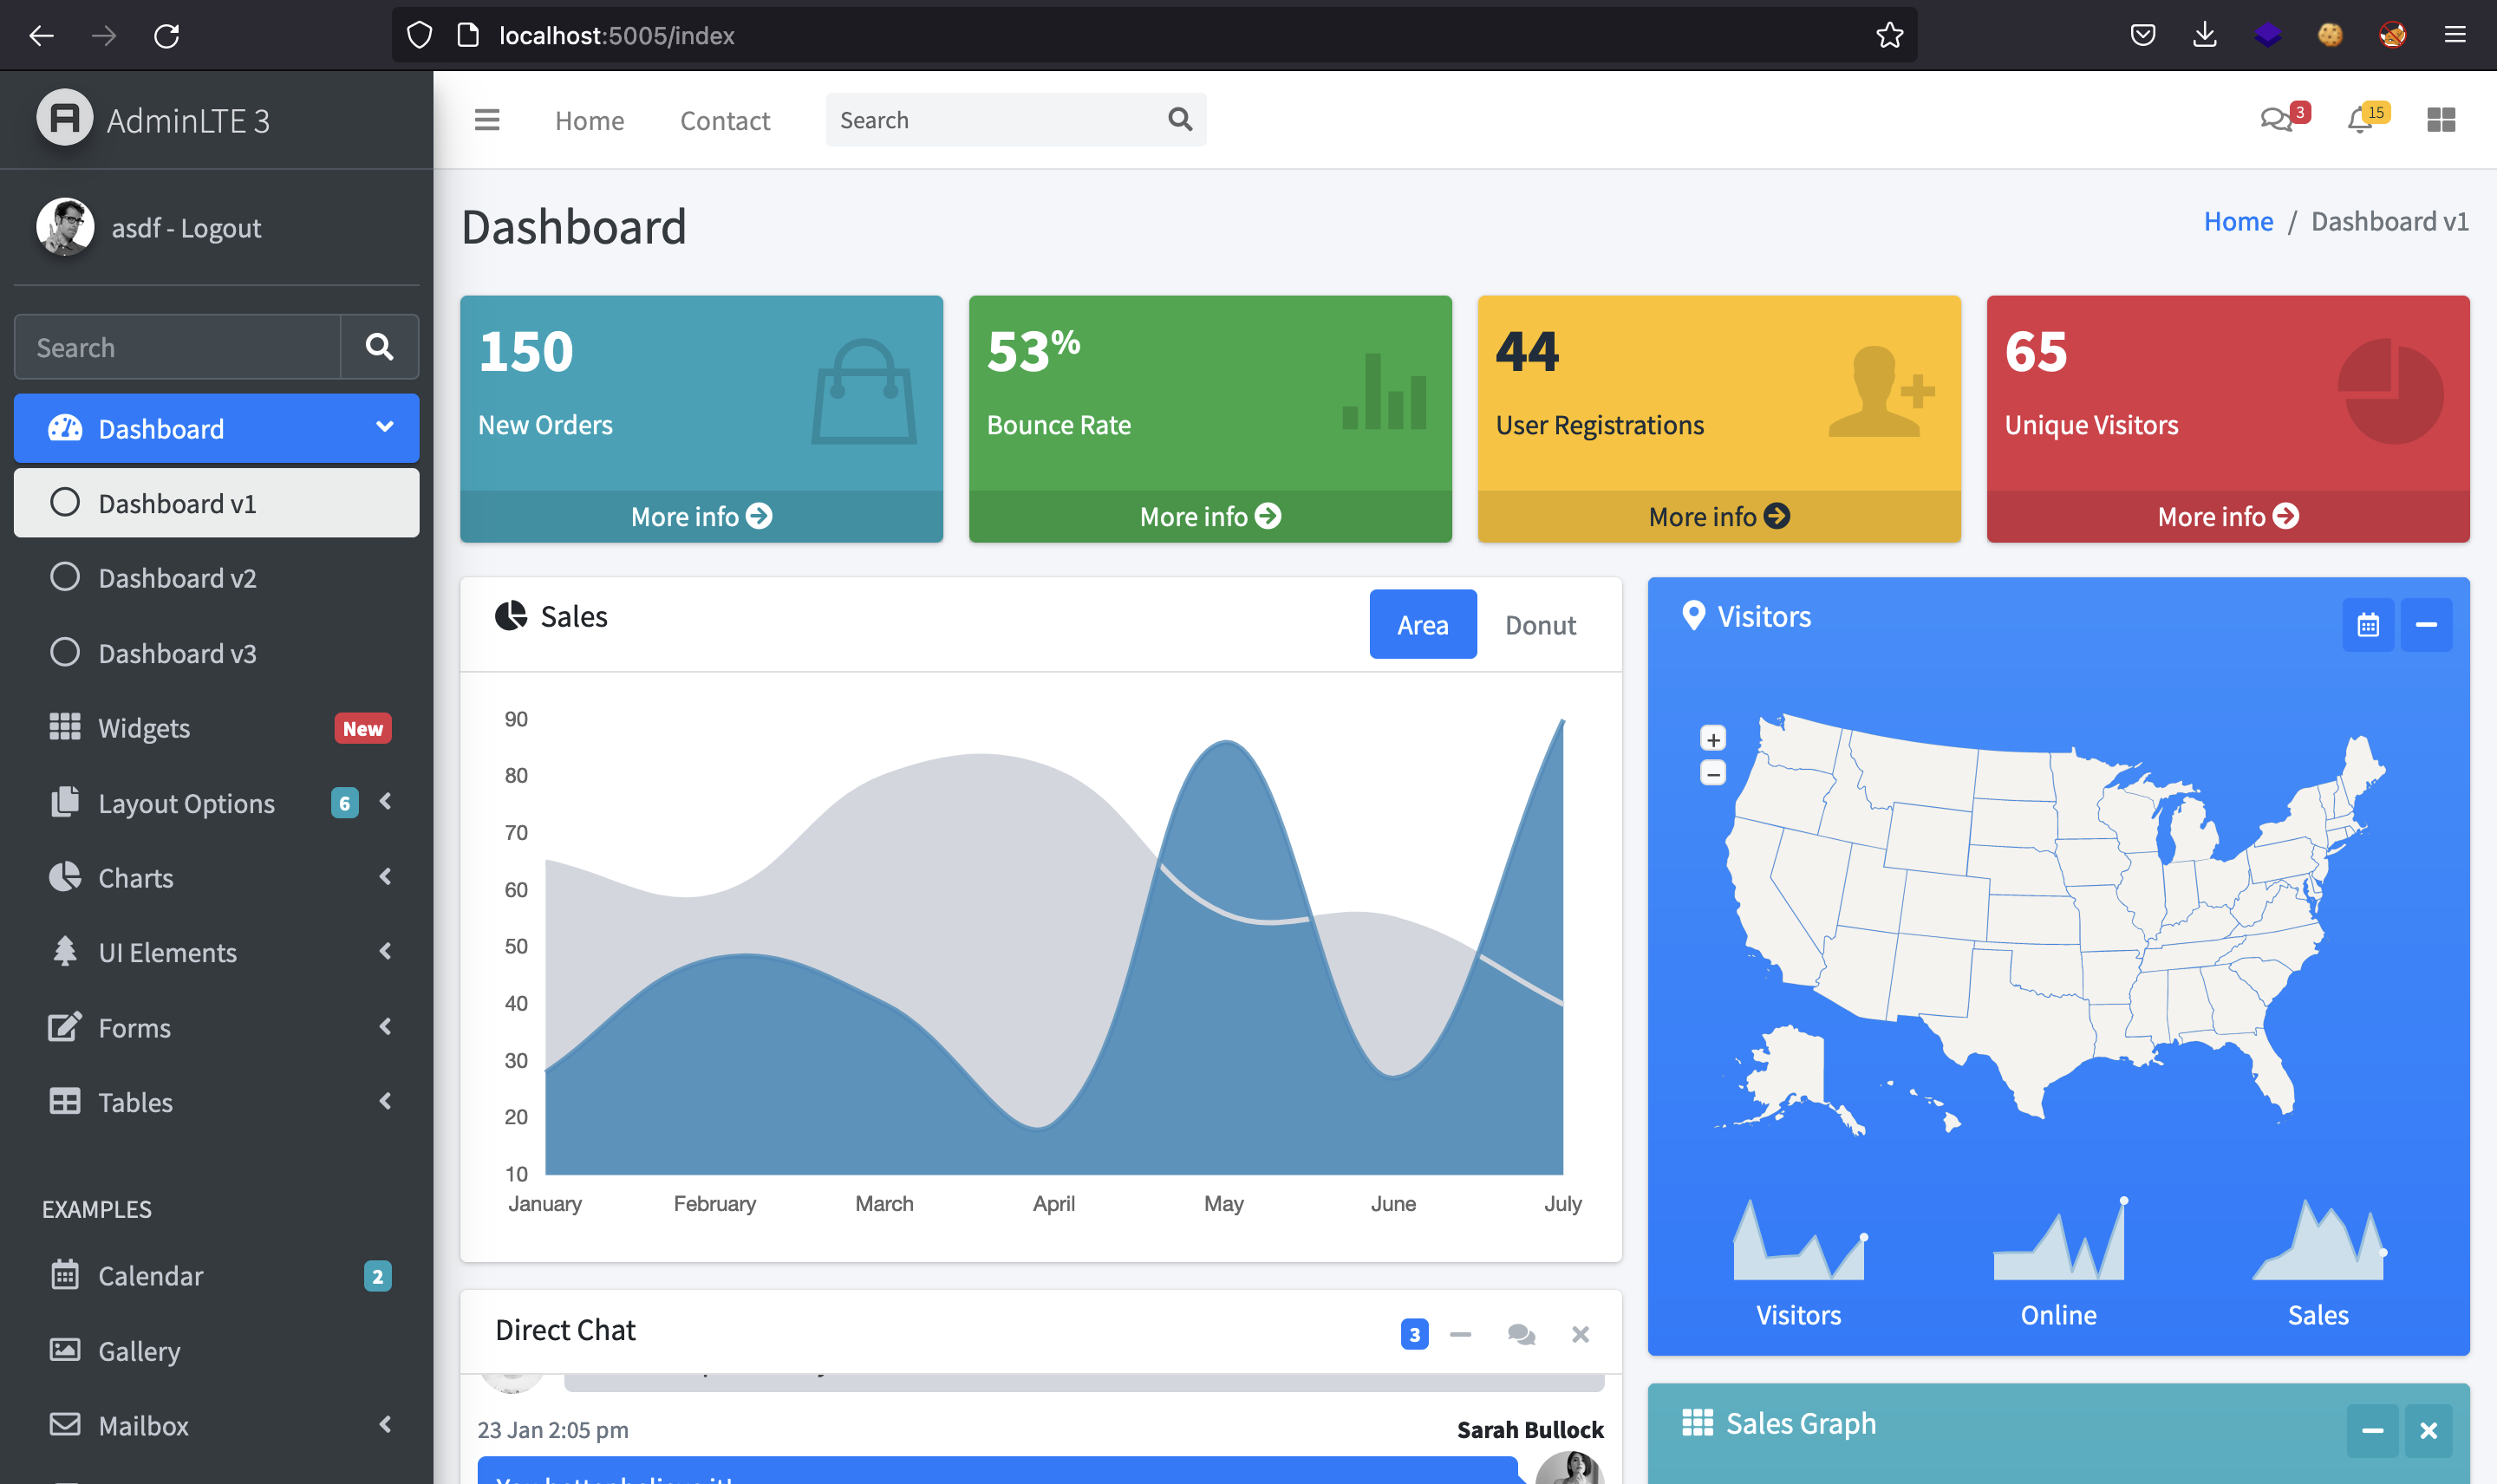 localhost:5005/index
AdminLTE 3
Home
Contact
Search
3
15
asdf - Logout
Search
Dashboard
Dashboard v1
Dashboard v2
Dashboard v3
Widgets
New
Layout Options
6
Charts
UI Elements
Forms
Tables
EXAMPLES
Calendar
2
Gallery
Mailbox
Dashboard
Home / Dashboard v1
150
New Orders
More info
53%
Bounce Rate
More info
44
User Registrations
More info
65
Unique Visitors
More info
Sales
Area
Donut
90
80
70
60
50
40
30
20
10
January
February
March
April
May
June
July
Visitors
+
−
Visitors
Online
Sales
Direct Chat
3
23 Jan 2:05 pm
Sarah Bullock
You better believe it!
Sales Graph